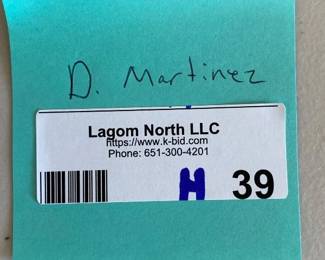 D. Martinez
Lagom North LLC
https://www.k-bid.com
Phone: 651-300-4201
H 39